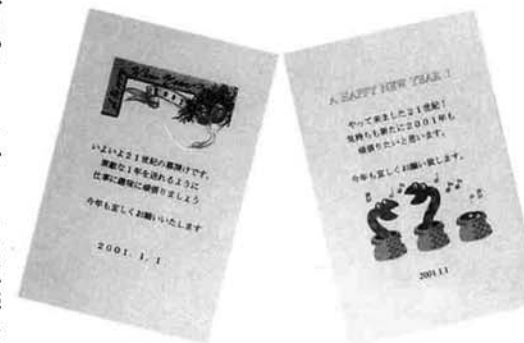 New Year
2001
いよいよ21世紀の幕開けです。
素敵な1年を送れるように
仕事に趣味に頑張りましょう
今年も宜しくお願いいたします
2001.1.1
A HAPPY NEW YEAR!
やって来ました21世紀!
気持ちも新たに2001年も
頑張りたいと思います。
今年も宜しくお願い致します。
2001.1.1